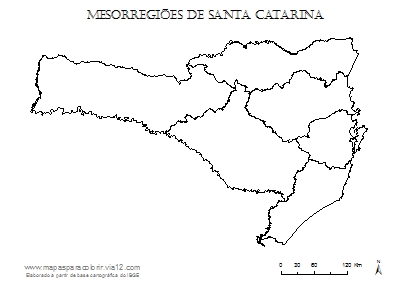 MESORREGIÕES DE SANTA CATARINA
www.mapasparacolorir.via12.com
Elaborado a partir de base cartográfica do IBGE
0 30 60 120 Km
N